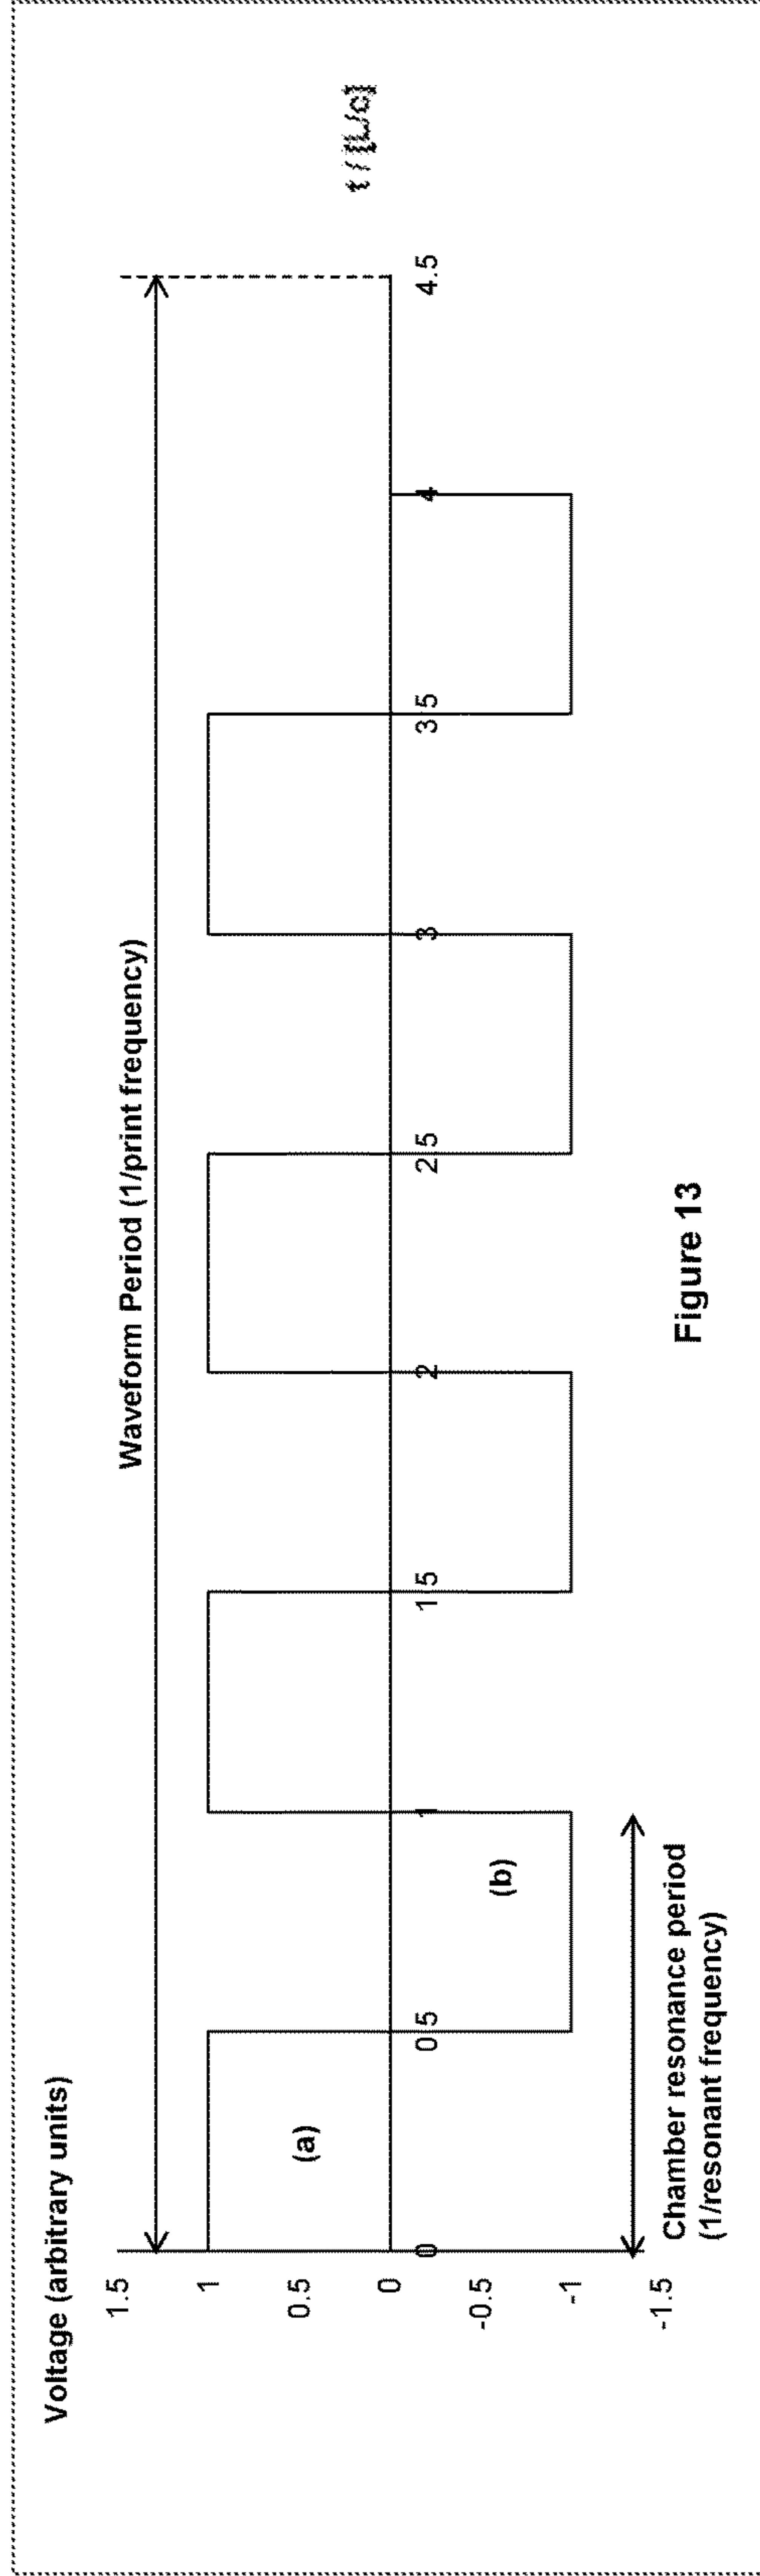 Voltage (arbitrary units)
Waveform Period (1/print frequency)
1.5
1
0.5
0
-0.5
-1
-1.5
(a)
(b)
0
0 5
1
1 5
2
2 5
3
3 5
4
4.5
t / [L/c]
Chamber resonance period
(1/resonant frequency)
Figure 13